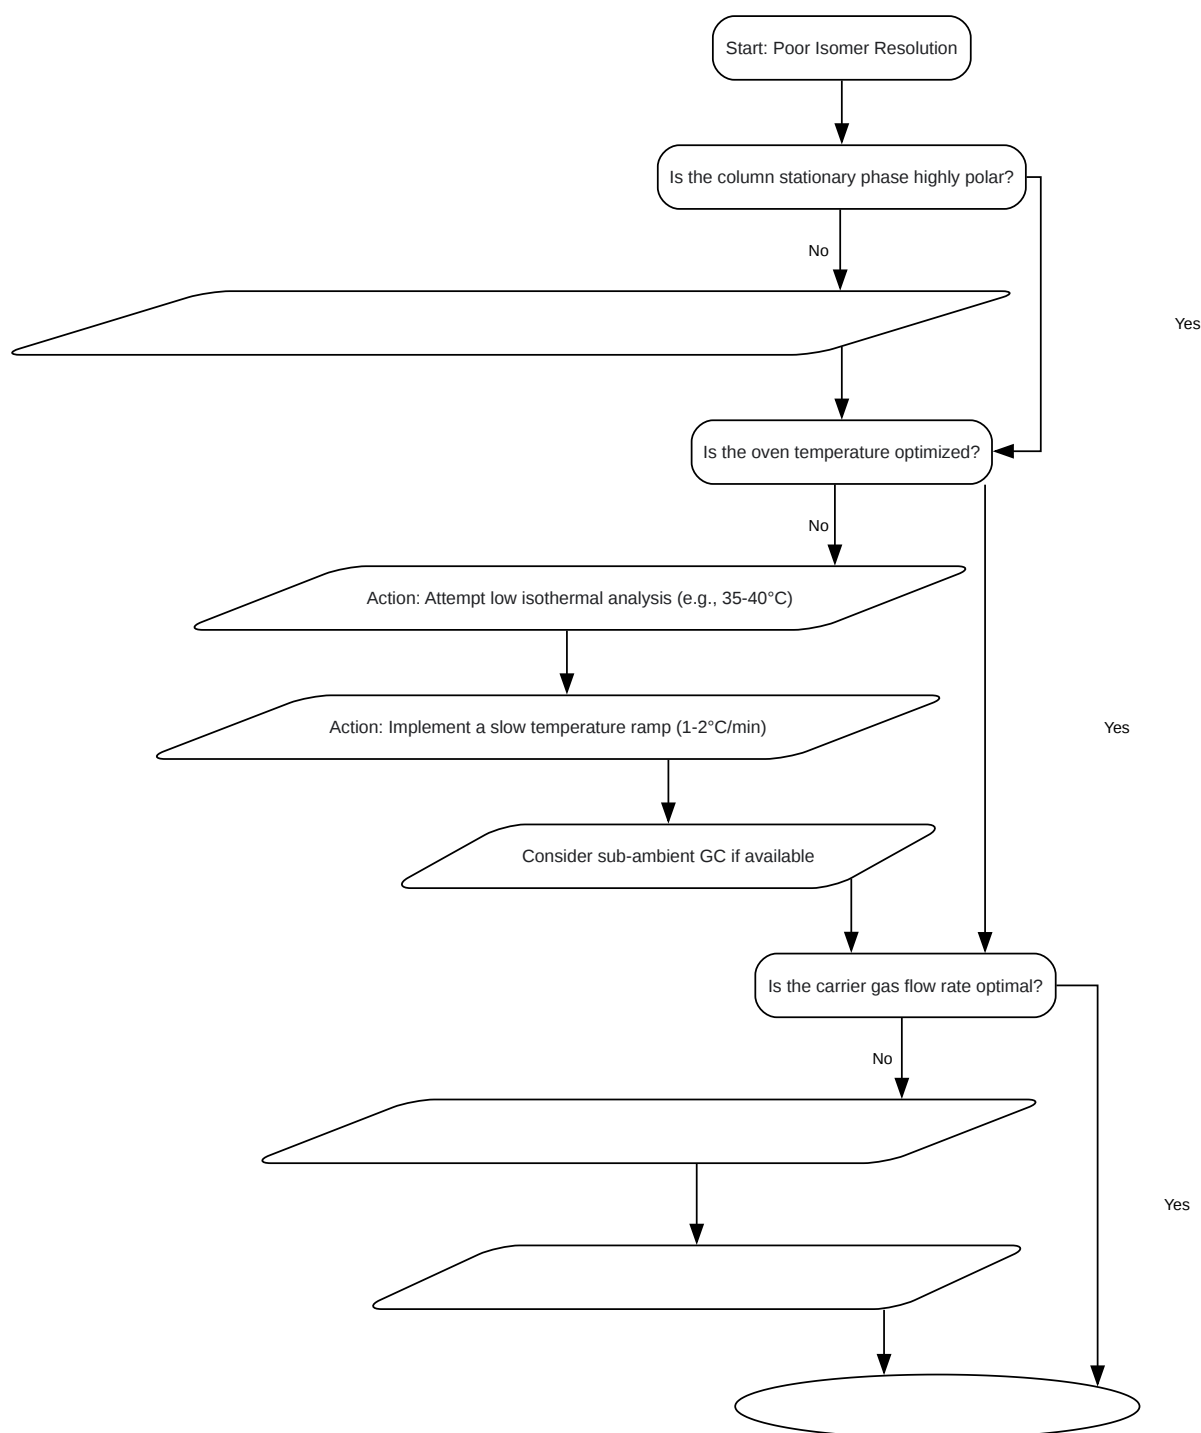 Start: Poor Isomer Resolution
Is the column stationary phase highly polar?
No
Yes
Is the oven temperature optimized?
No
Action: Attempt low isothermal analysis (e.g., 35-40°C)
Action: Implement a slow temperature ramp (1-2°C/min)
Yes
Consider sub-ambient GC if available
Is the carrier gas flow rate optimal?
No
Yes